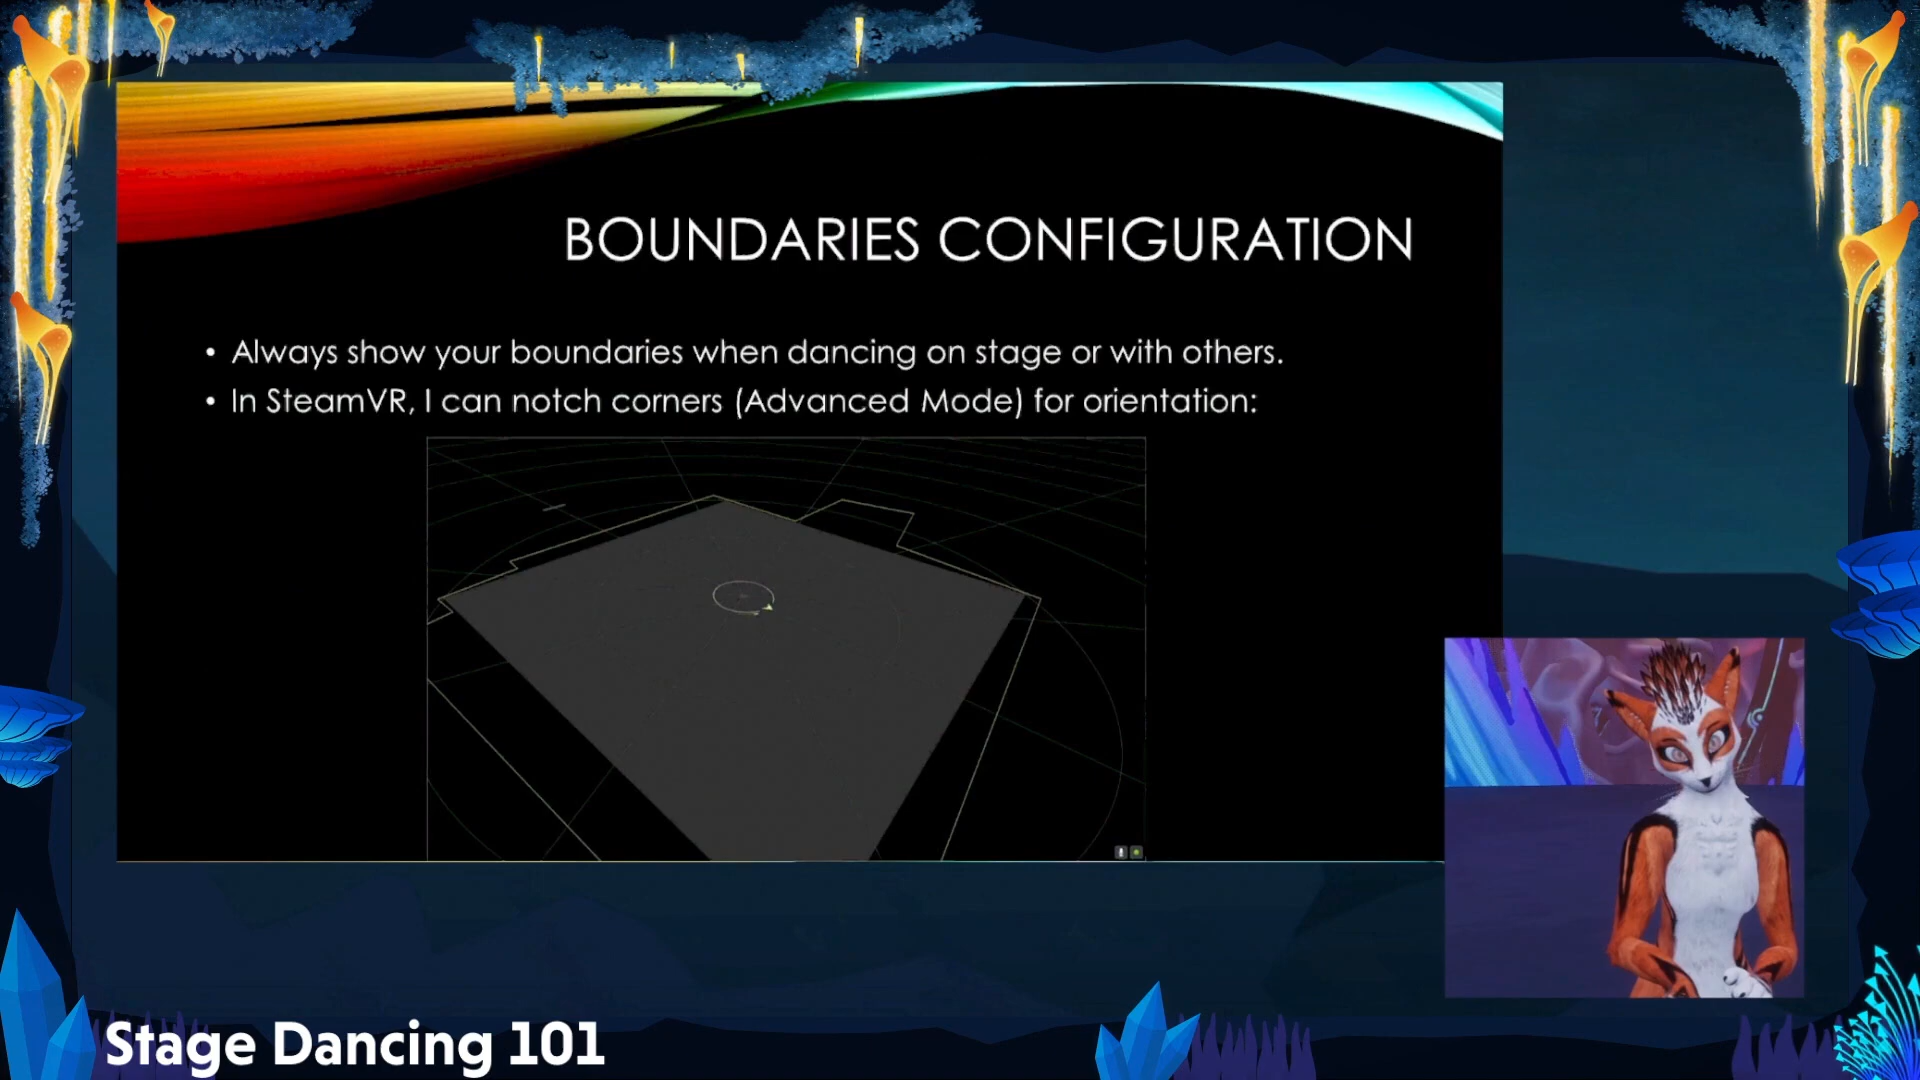 BOUNDARIES CONFIGURATION
• Always show your boundaries when dancing on stage or with others.
• In SteamVR, I can notch corners (Advanced Mode) for orientation:
Stage Dancing 101